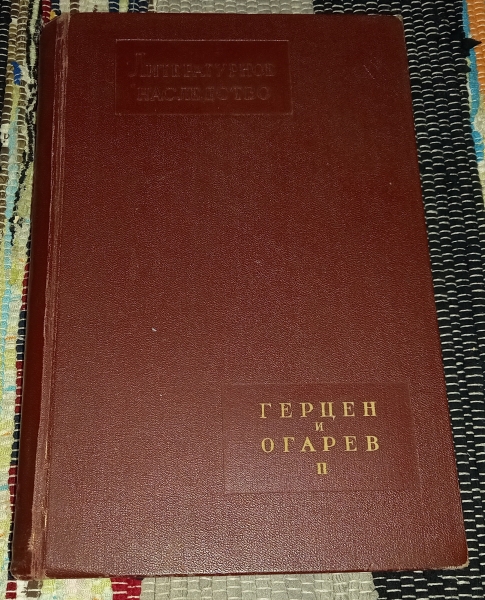 Литературное
наследство
ГЕРЦЕН
И
ОГАРЕВ
II